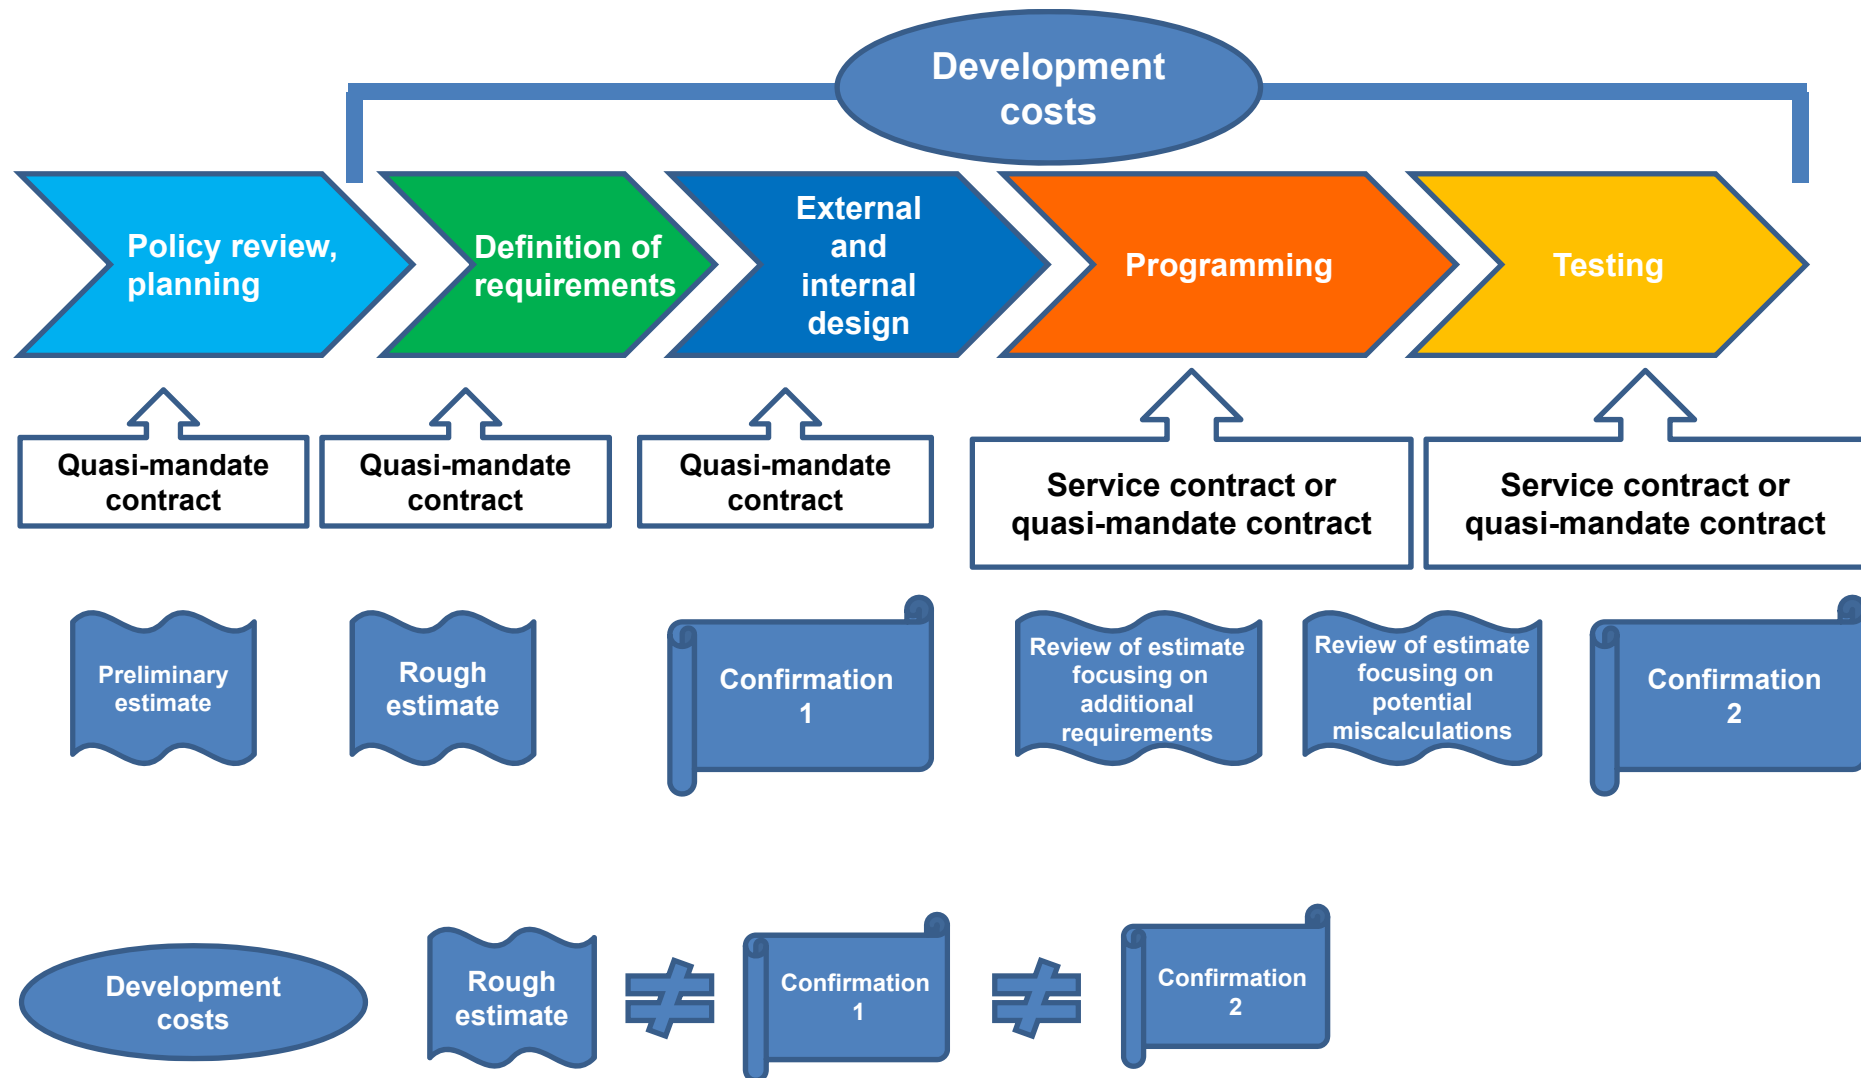 Development
costs
Policy review,
planning
Definition of
requirements
External
and
internal
design
Programming
Testing
Quasi-mandate
contract
Quasi-mandate
contract
Quasi-mandate
contract
Service contract or
quasi-mandate contract
Service contract or
quasi-mandate contract
Preliminary
estimate
Rough
estimate
Confirmation
1
Review of estimate
focusing on
additional
requirements
Review of estimate
focusing on
potential
miscalculations
Confirmation
2
Development
costs
Rough
estimate
≠
Confirmation
1
≠
Confirmation
2